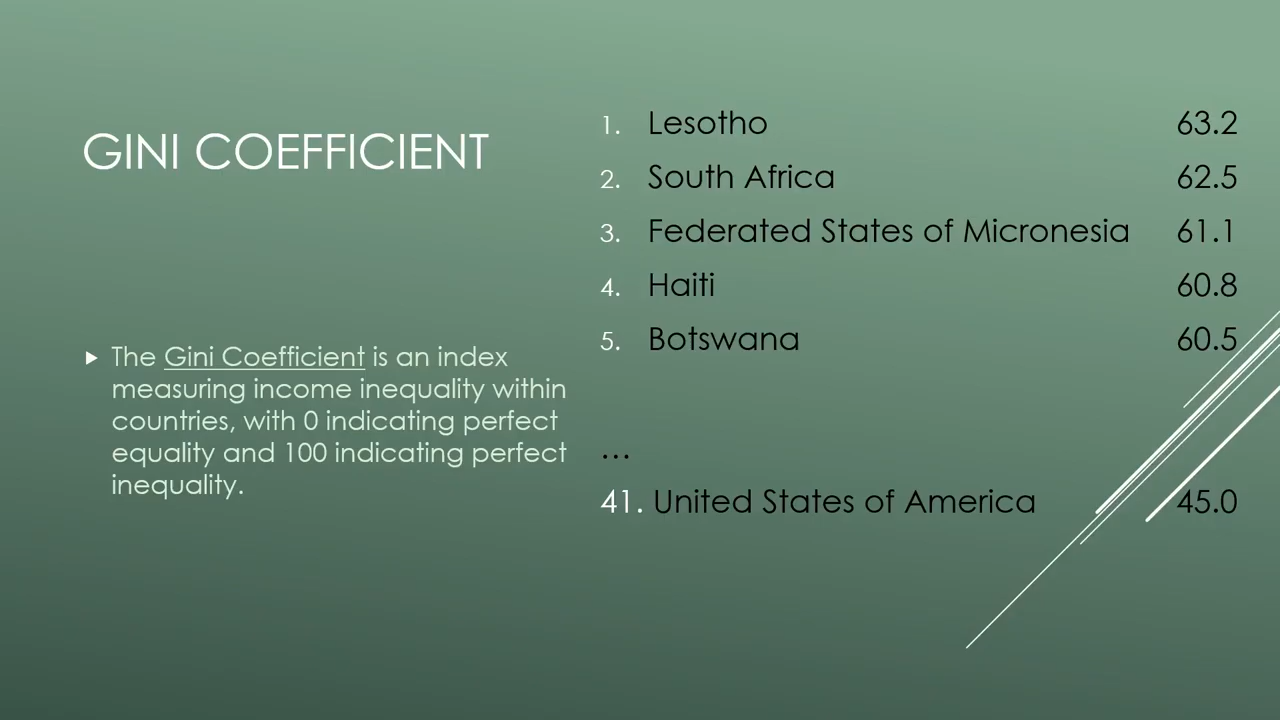 GINI COEFFICIENT
The Gini Coefficient is an index
measuring income inequality within
countries, with 0 indicating perfect
equality and 100 indicating perfect
inequality.
1. Lesotho 63.2
2. South Africa 62.5
3. Federated States of Micronesia 61.1
4. Haiti 60.8
5. Botswana 60.5
...
41. United States of America 45.0